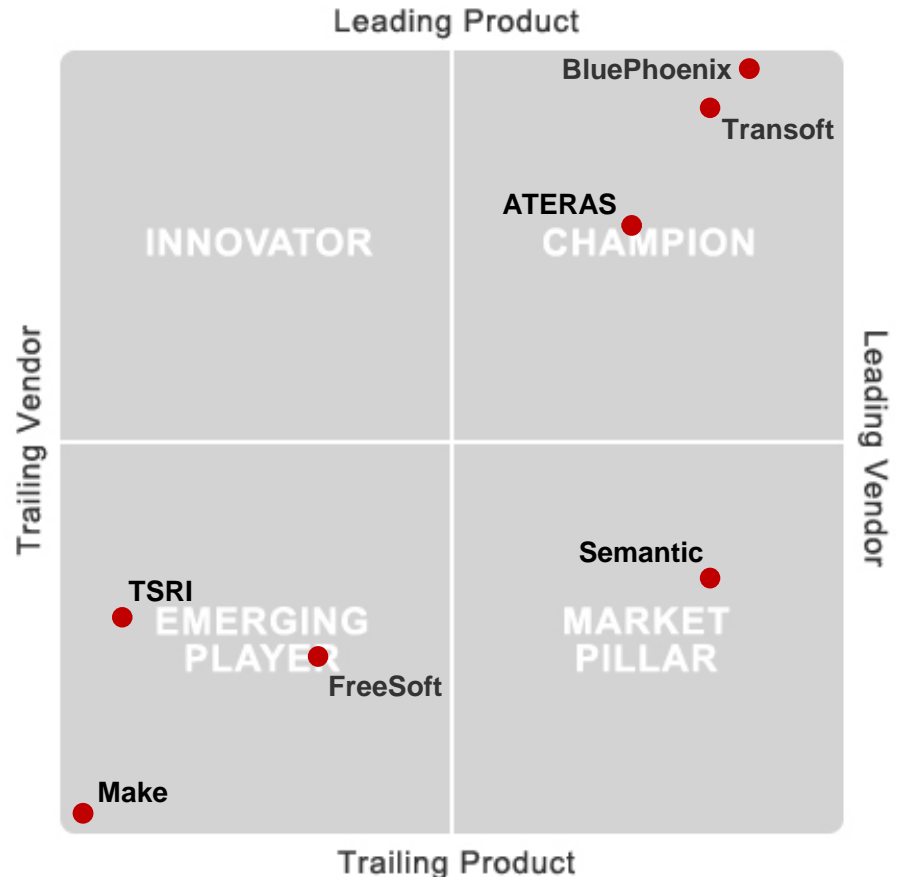 Leading Product
BluePhoenix
Transoft
ATERAS
INNOVATOR
CHAMPION
Trailing Vendor
Leading Vendor
Semantic
TSRI
EMERGING
PLAYER
MARKET
PILLAR
FreeSoft
Make
Trailing Product